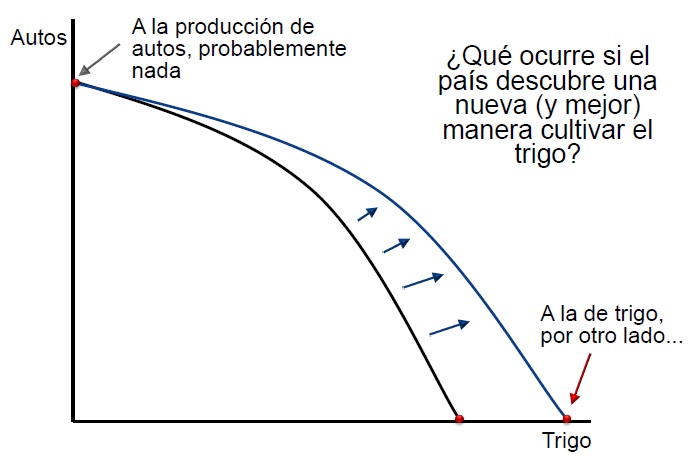 Autos
A la producción de
autos, probablemente
nada
¿Qué ocurre si el
país descubre una
nueva (y mejor)
manera cultivar el
trigo?
A la de trigo,
por otro lado...
Trigo